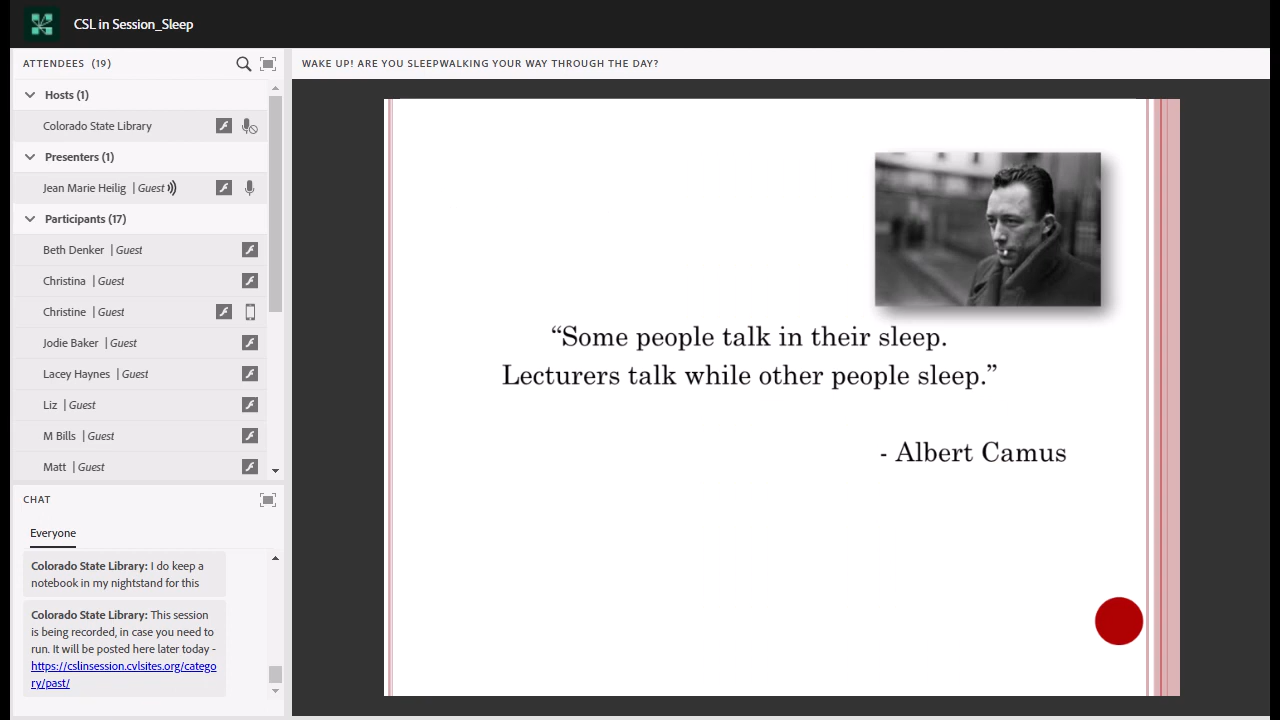 CSL in Session_Sleep
ATTENDEES (19)
Hosts (1)
Colorado State Library
Presenters (1)
Jean Marie Heilig | Guest
Participants (17)
Beth Denker | Guest
Christina | Guest
Christine | Guest
Jodie Baker | Guest
Lacey Haynes | Guest
Liz | Guest
M Bills | Guest
Matt | Guest
CHAT
Everyone
Colorado State Library: I do keep a
notebook in my nightstand for this
Colorado State Library: This session
is being recorded, in case you need to
run. It will be posted here later today -
https://cslinsession.cvlsites.org/catego
ry/past/
WAKE UP! ARE YOU SLEEPWALKING YOUR WAY THROUGH THE DAY?
“Some people talk in their sleep.
Lecturers talk while other people sleep.”
- Albert Camus